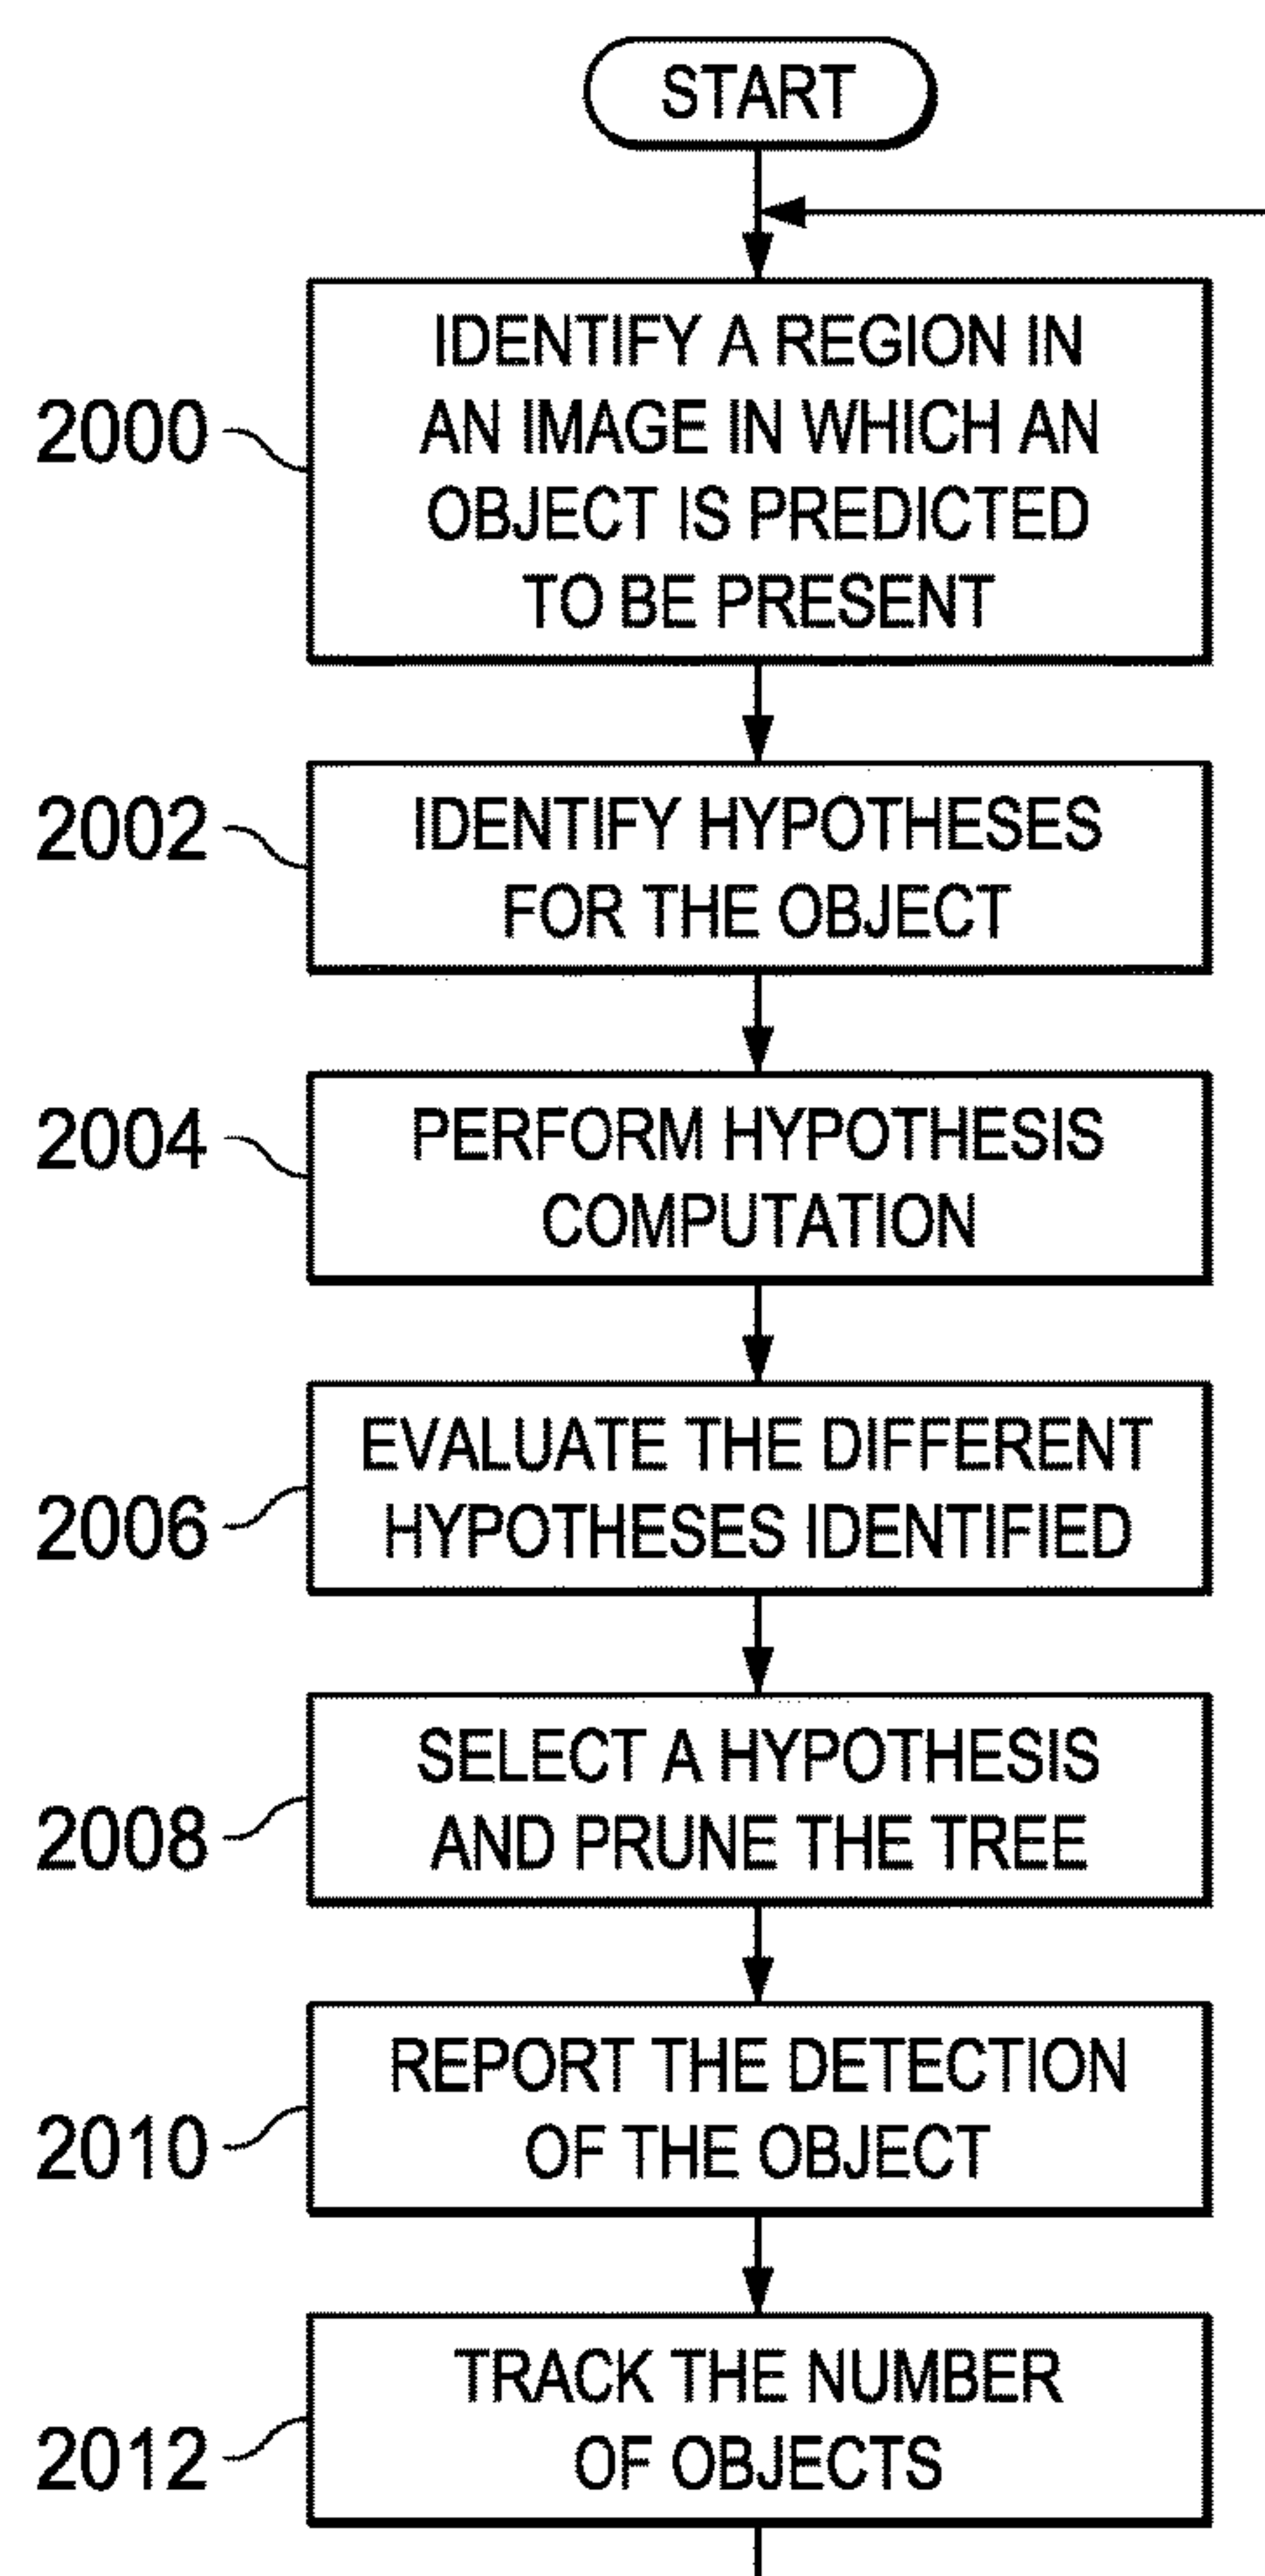 START
IDENTIFY A REGION IN
AN IMAGE IN WHICH AN
OBJECT IS PREDICTED
TO BE PRESENT
2000
IDENTIFY HYPOTHESES
FOR THE OBJECT
2002
PERFORM HYPOTHESIS
COMPUTATION
2004
EVALUATE THE DIFFERENT
HYPOTHESES IDENTIFIED
2006
SELECT A HYPOTHESIS
AND PRUNE THE TREE
2008
REPORT THE DETECTION
OF THE OBJECT
2010
TRACK THE NUMBER
OF OBJECTS
2012